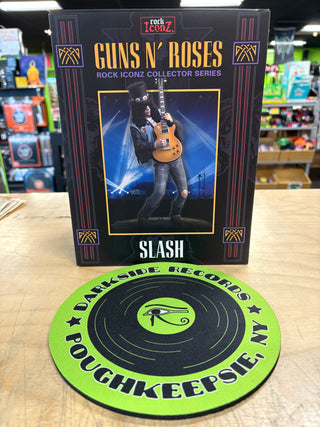 rock
IconZ
GUNS N' ROSES
ROCK ICONZ COLLECTOR SERIES
SLASH
DARKSIDE RECORDS
POUGHKEEPSIE, NY